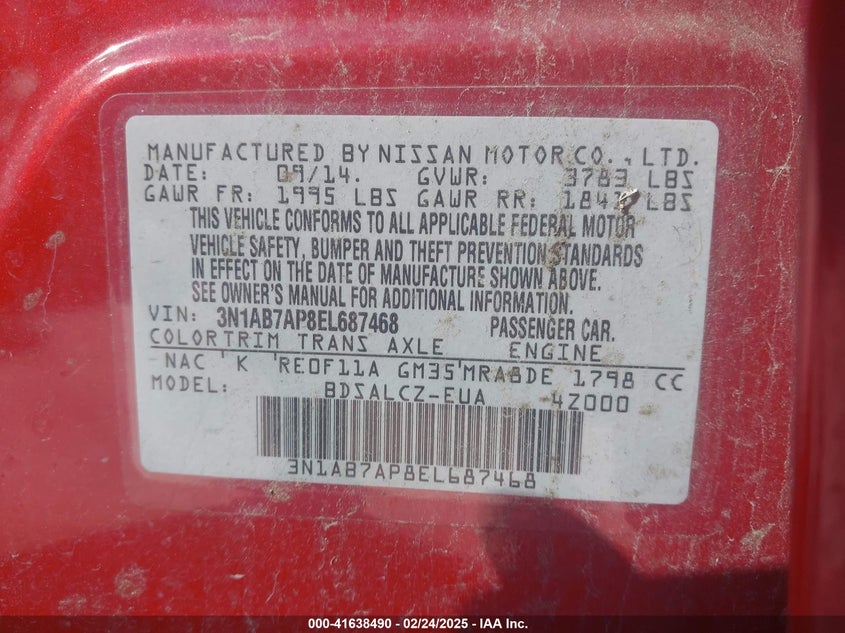 MANUFACTURED BY NISSAN MOTOR CO., LTD.
DATE: 09/14. GVWR: 3783 LBS
GAWR FR: 1995 LBS GAWR RR: LBS
THIS VEHICLE CONFORMS TO ALL APPLICABLE FEDERAL MOTOR
VEHICLE SAFETY, BUMPER AND THEFT PREVENTION STANDARDS
IN EFFECT ON THE DATE OF MANUFACTURE SHOWN ABOVE.
SEE OWNER'S MANUAL FOR ADDITIONAL INFORMATION.
VIN: 3N1AB7AP8EL687468 PASSENGER CAR.
COLORTRIM TRANS AXLE ENGINE
NAC 'K 'RE0F11A GM35'MRA8DE 1798 CC
MODEL: BDSALCZ-EUA 4Z000
3N1AB7AP8EL687468
000-41638490 - 02/24/2025 - IAA Inc.